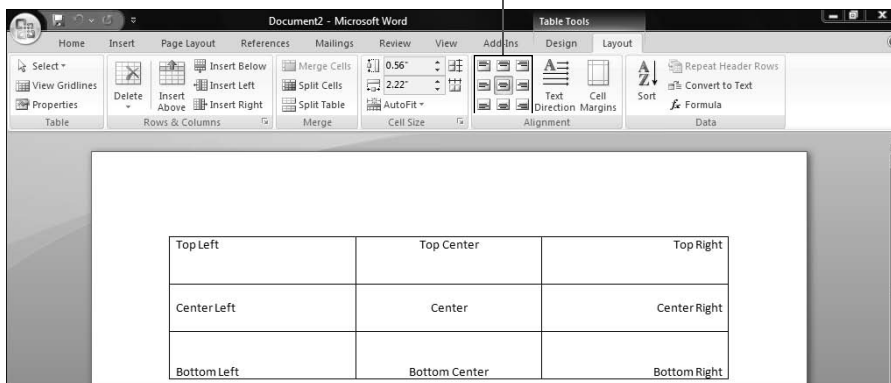 Document2 - Microsoft Word Table Tools
Home Insert Page Layout References Mailings Review View Add-Ins Design Layout
Select Insert Below Merge Cells 0.56" Repeat Header Rows
View Gridlines Insert Left Split Cells 2.22" Convert to Text
Properties Delete Insert Above Insert Right Split Table AutoFit Text Direction Cell Margins Sort Formula
Table Rows & Columns Merge Cell Size Alignment Data
Top Left Top Center Top Right
Center Left Center Center Right
Bottom Left Bottom Center Bottom Right